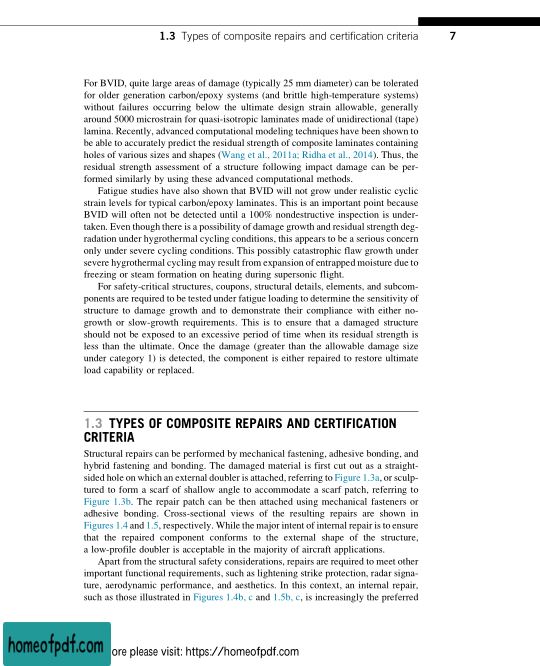 1.3 Types of composite repairs and certification criteria 7
For BVID, quite large areas of damage (typically 25 mm diameter) can be tolerated
for older generation carbon/epoxy systems (and brittle high-temperature systems)
without failures occurring below the ultimate design strain allowable, generally
around 5000 microstrain for quasi-isotropic laminates made of unidirectional (tape)
lamina. Recently, advanced computational modeling techniques have been shown to
be able to accurately predict the residual strength of composite laminates containing
holes of various sizes and shapes (Wang et al., 2011a; Ridha et al., 2014). Thus, the
residual strength assessment of a structure following impact damage can be per-
formed similarly by using these advanced computational methods.
Fatigue studies have also shown that BVID will not grow under realistic cyclic
strain levels for typical carbon/epoxy laminates. This is an important point because
BVID will often not be detected until a 100% nondestructive inspection is under-
taken. Even though there is a possibility of damage growth and residual strength deg-
radation under hygrothermal cycling conditions, this appears to be a serious concern
only under severe cycling conditions. This possibly catastrophic flaw growth under
severe hygrothermal cycling may result from expansion of entrapped moisture due to
freezing or steam formation on heating during supersonic flight.
For safety-critical structures, coupons, structural details, elements, and subcom-
ponents are required to be tested under fatigue loading to determine the sensitivity of
structure to damage growth and to demonstrate their compliance with either no-
growth or slow-growth requirements. This is to ensure that a damaged structure
should not be exposed to an excessive period of time when its residual strength is
less than the ultimate. Once the damage (greater than the allowable damage size
under category 1) is detected, the component is either repaired to restore ultimate
load capability or replaced.
1.3 TYPES OF COMPOSITE REPAIRS AND CERTIFICATION
CRITERIA
Structural repairs can be performed by mechanical fastening, adhesive bonding, and
hybrid fastening and bonding. The damaged material is first cut out as a straight-
sided hole on which an external doubler is attached, referring to Figure 1.3a, or sculp-
tured to form a scarf of shallow angle to accommodate a scarf patch, referring to
Figure 1.3b. The repair patch can be then attached using mechanical fasteners or
adhesive bonding. Cross-sectional views of the resulting repairs are shown in
Figures 1.4 and 1.5, respectively. While the major intent of internal repair is to ensure
that the repaired component conforms to the external shape of the structure,
a low-profile doubler is acceptable in the majority of aircraft applications.
Apart from the structural safety considerations, repairs are required to meet other
important functional requirements, such as lightening strike protection, radar signa-
ture, aerodynamic performance, and aesthetics. In this context, an internal repair,
such as those illustrated in Figures 1.4b, c and 1.5b, c, is increasingly the preferred
homeofpdf.com ore please visit: https://homeofpdf.com